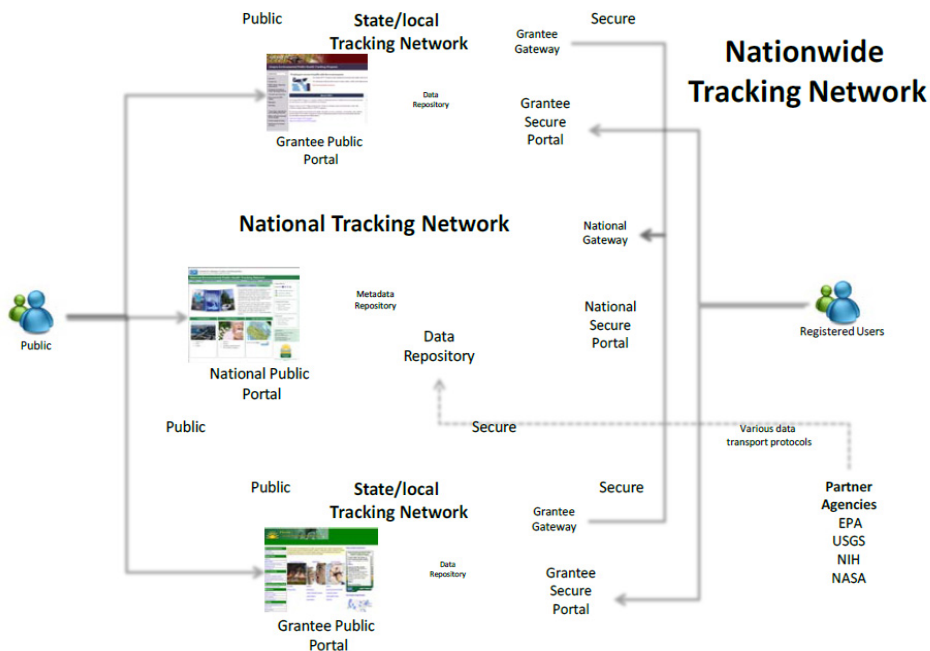 Public
State/local
Tracking Network
Secure
Grantee
Gateway
Nationwide
Tracking Network
Data
Repository
Grantee
Secure
Portal
Grantee Public
Portal
National Tracking Network
National
Gateway
Metadata
Repository
National
Secure
Portal
Data
Repository
Public
Registered Users
National Public
Portal
Public
Secure
Various data
transport protocols
Public
State/local
Tracking Network
Secure
Grantee
Gateway
Partner
Agencies
EPA
USGS
NIH
NASA
Data
Repository
Grantee
Secure
Portal
Grantee Public
Portal